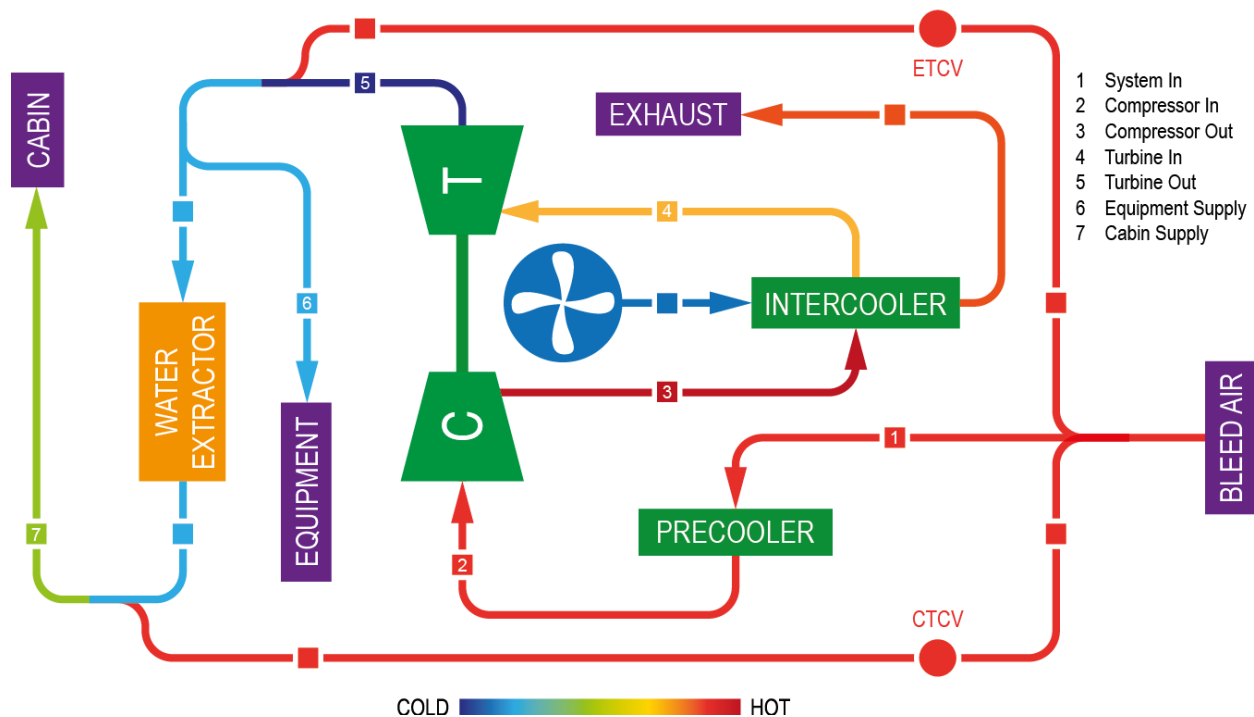 ETCV
1 System In
2 Compressor In
3 Compressor Out
4 Turbine In
5 Turbine Out
6 Equipment Supply
7 Cabin Supply
CABIN
5
EXHAUST
T
4
6
INTERCOOLER
WATER
EXTRACTOR
3
C
EQUIPMENT
1
BLEED AIR
PRECOOLER
7
2
CTCV
COLD
HOT